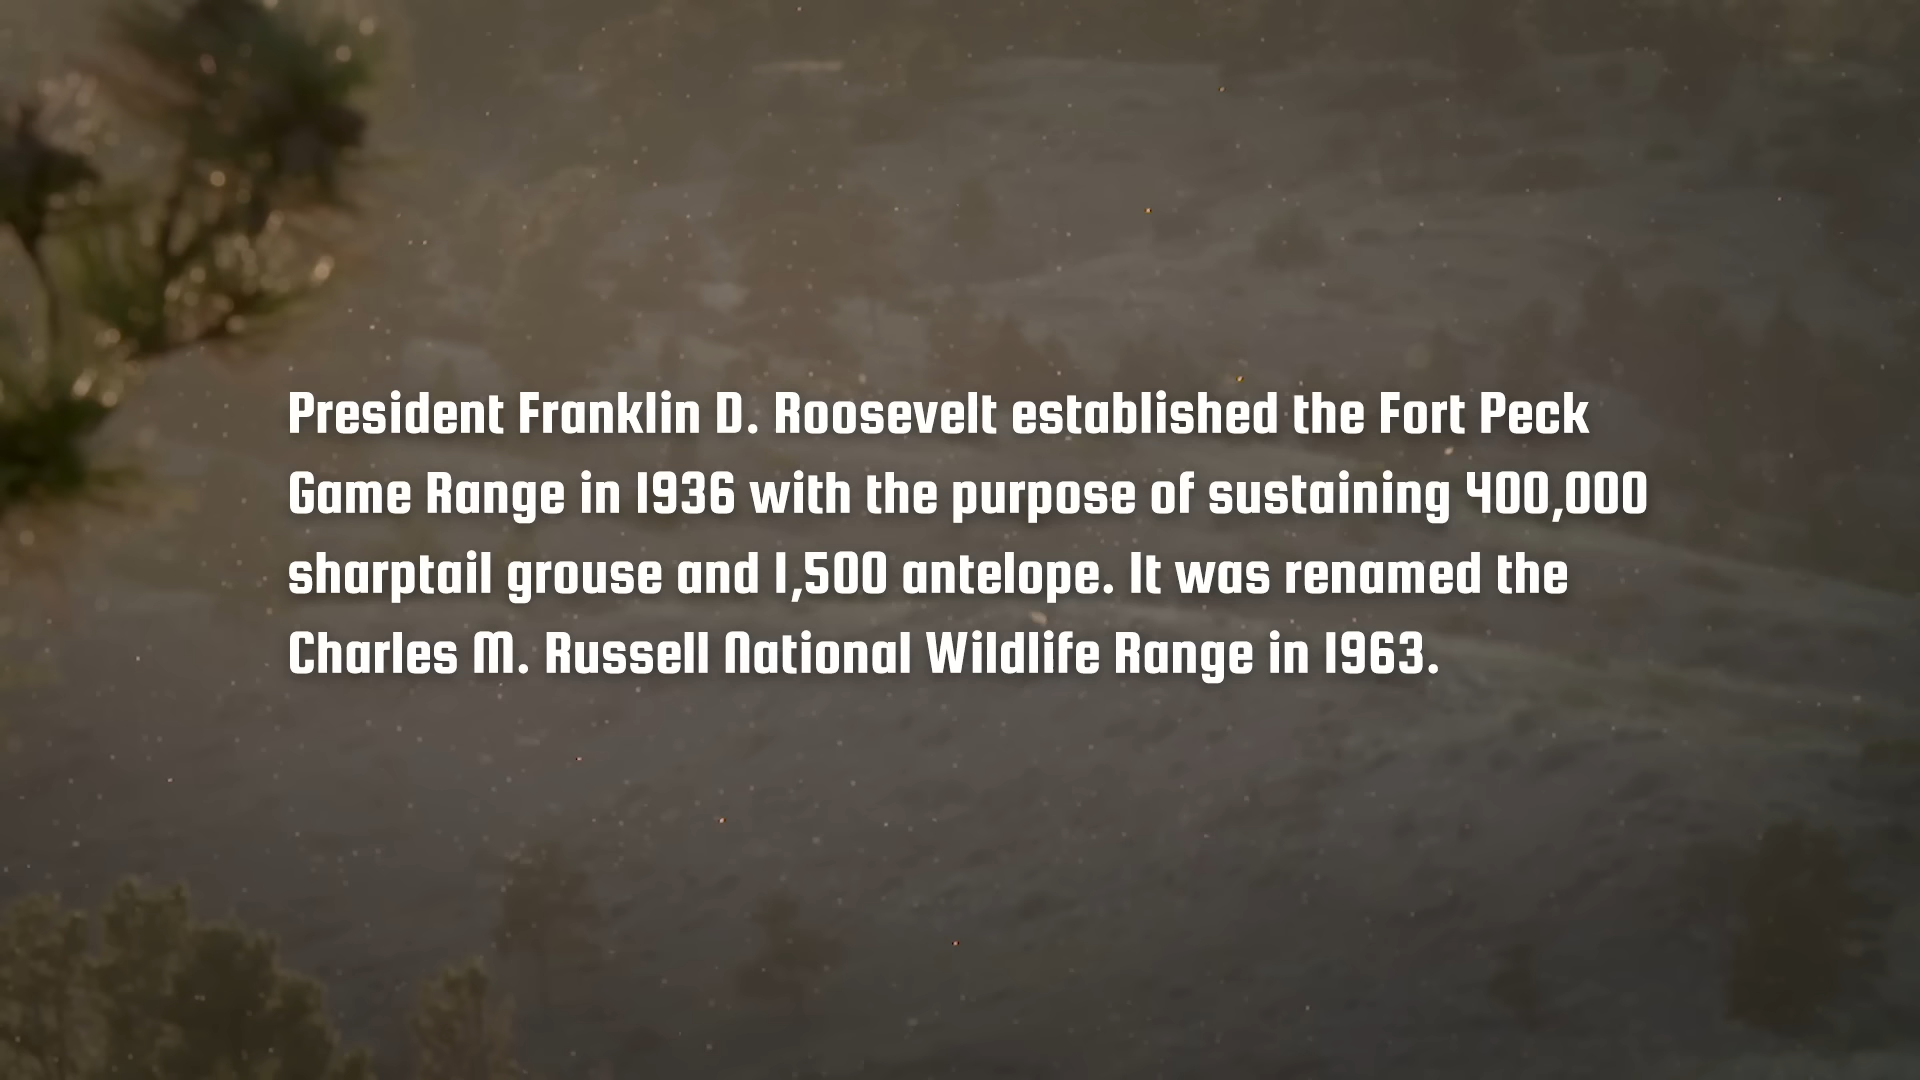 President Franklin D. Roosevelt established the Fort Peck
Game Range in 1936 with the purpose of sustaining 400,000
sharptail grouse and 1,500 antelope. It was renamed the
Charles M. Russell National Wildlife Range in 1963.